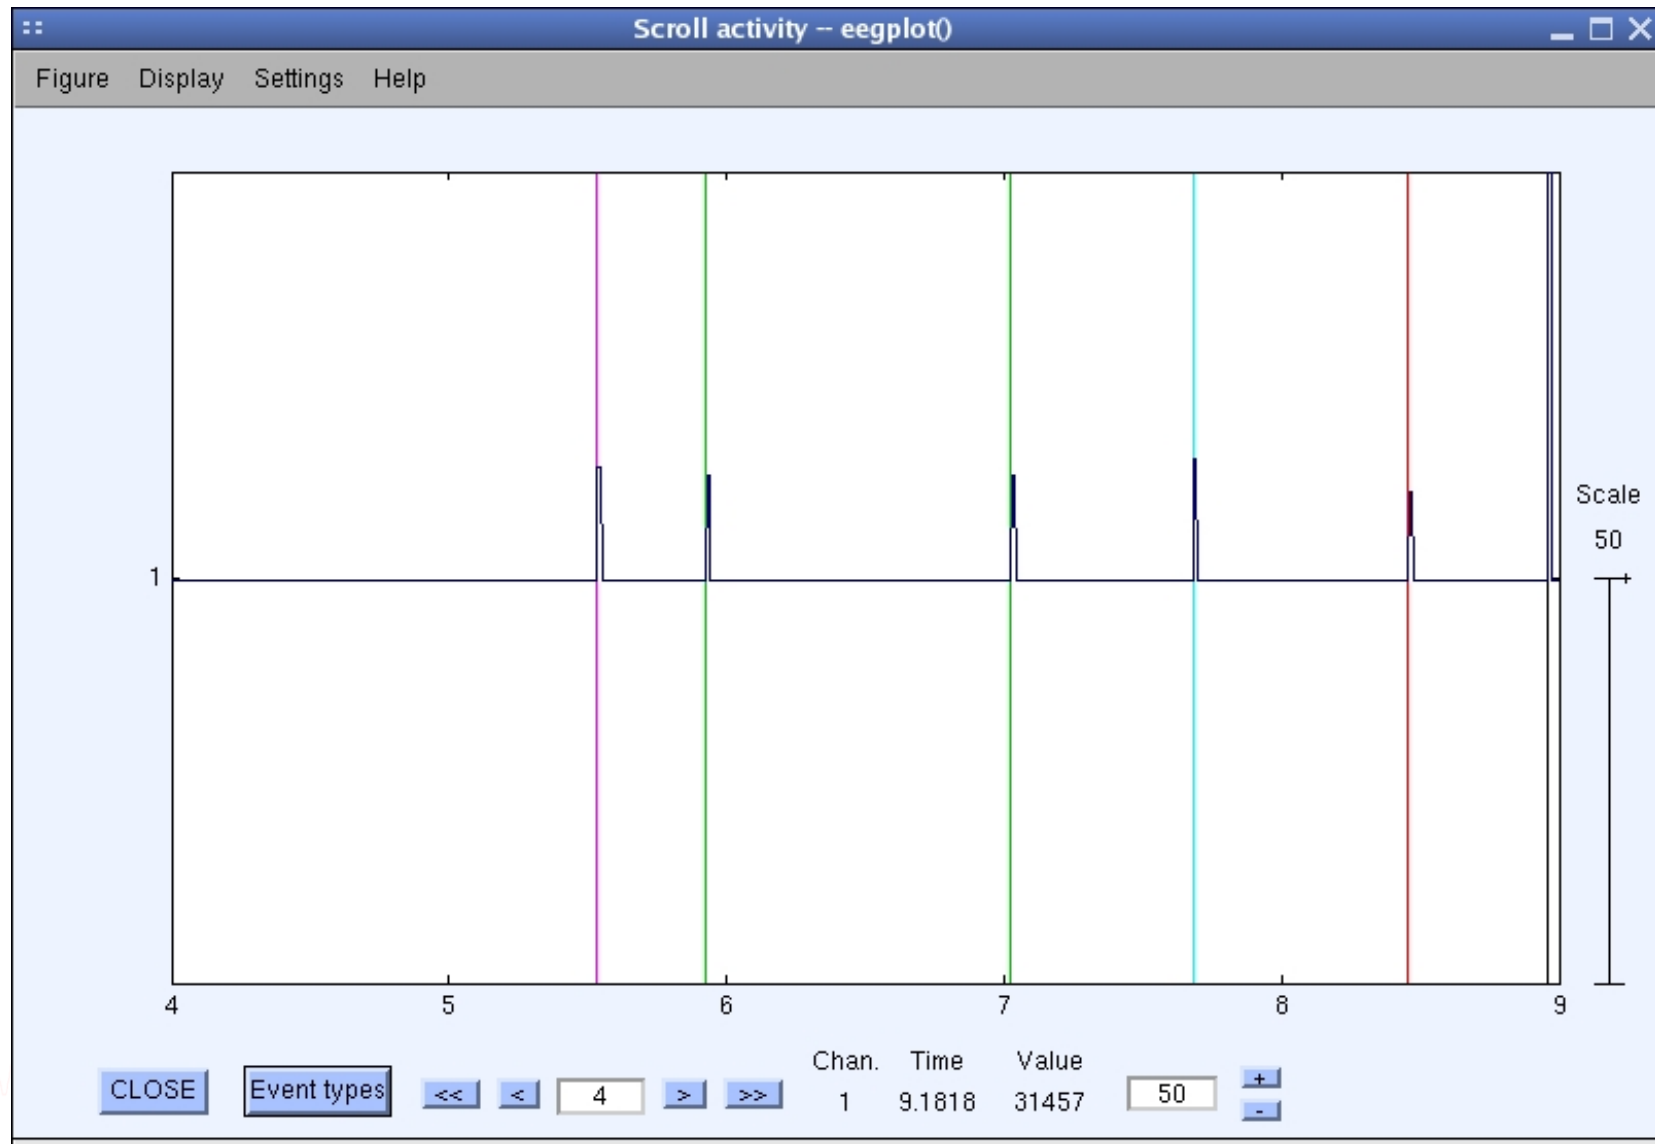 Scroll activity -- eegplot()
Figure Display Settings Help
Scale
50
1
+
4 5 6 7 8 9
Chan. Time Value
CLOSE Event types << < 4 > >> 1 9.1818 31457 50 + -